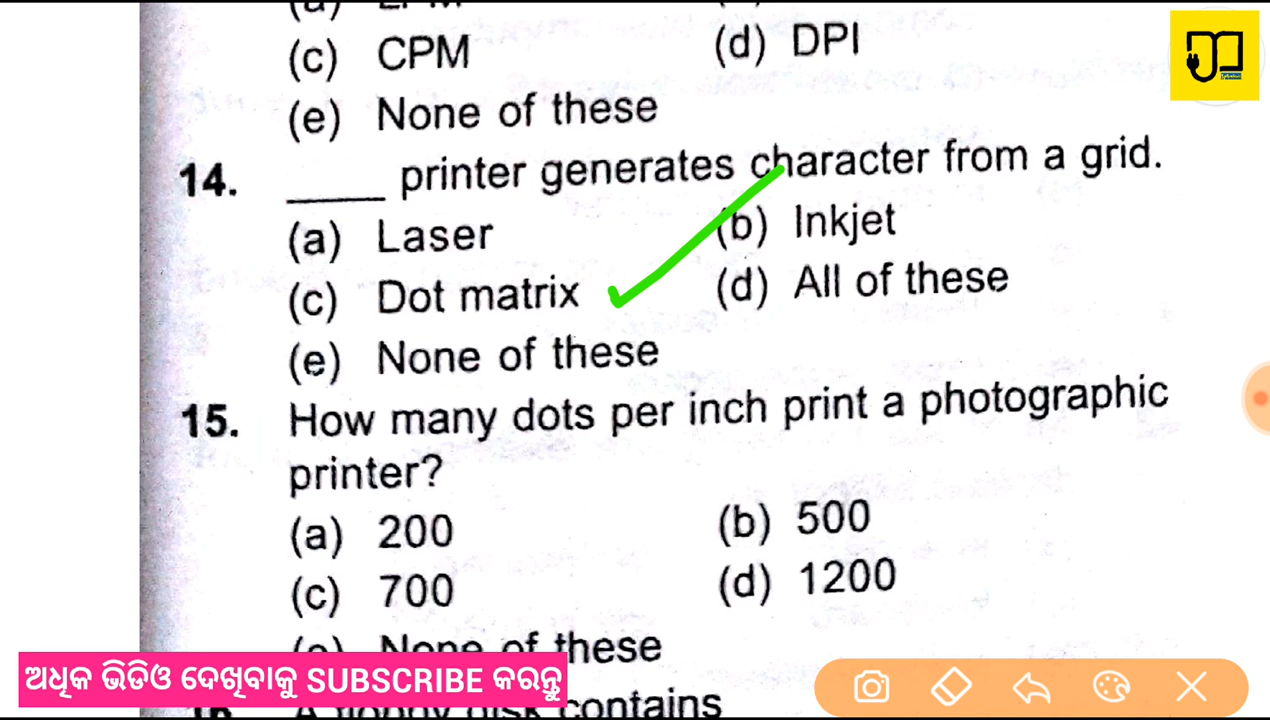 (c) CPM (d) DPI
(e) None of these
14. _____ printer generates character from a grid.
(a) Laser (b) Inkjet
(c) Dot matrix (d) All of these
(e) None of these
15. How many dots per inch print a photographic
printer?
(a) 200 (b) 500
(c) 700 (d) 1200
(e) None of these
A floppy disk contains
ଅଧିକ ଭିଡିଓ ଦେଖିବାକୁ SUBSCRIBE କରନ୍ତୁ